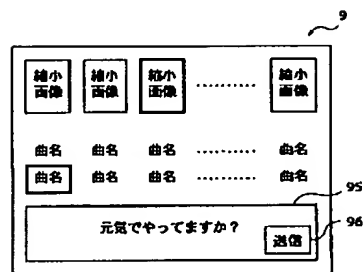 9
縮小 縮小 縮小 ……… 縮小
画像 画像 画像 画像
曲名 曲名 曲名 ……… 曲名
曲名 曲名 曲名 ……… 曲名
95
元気でやってますか?
96
送信